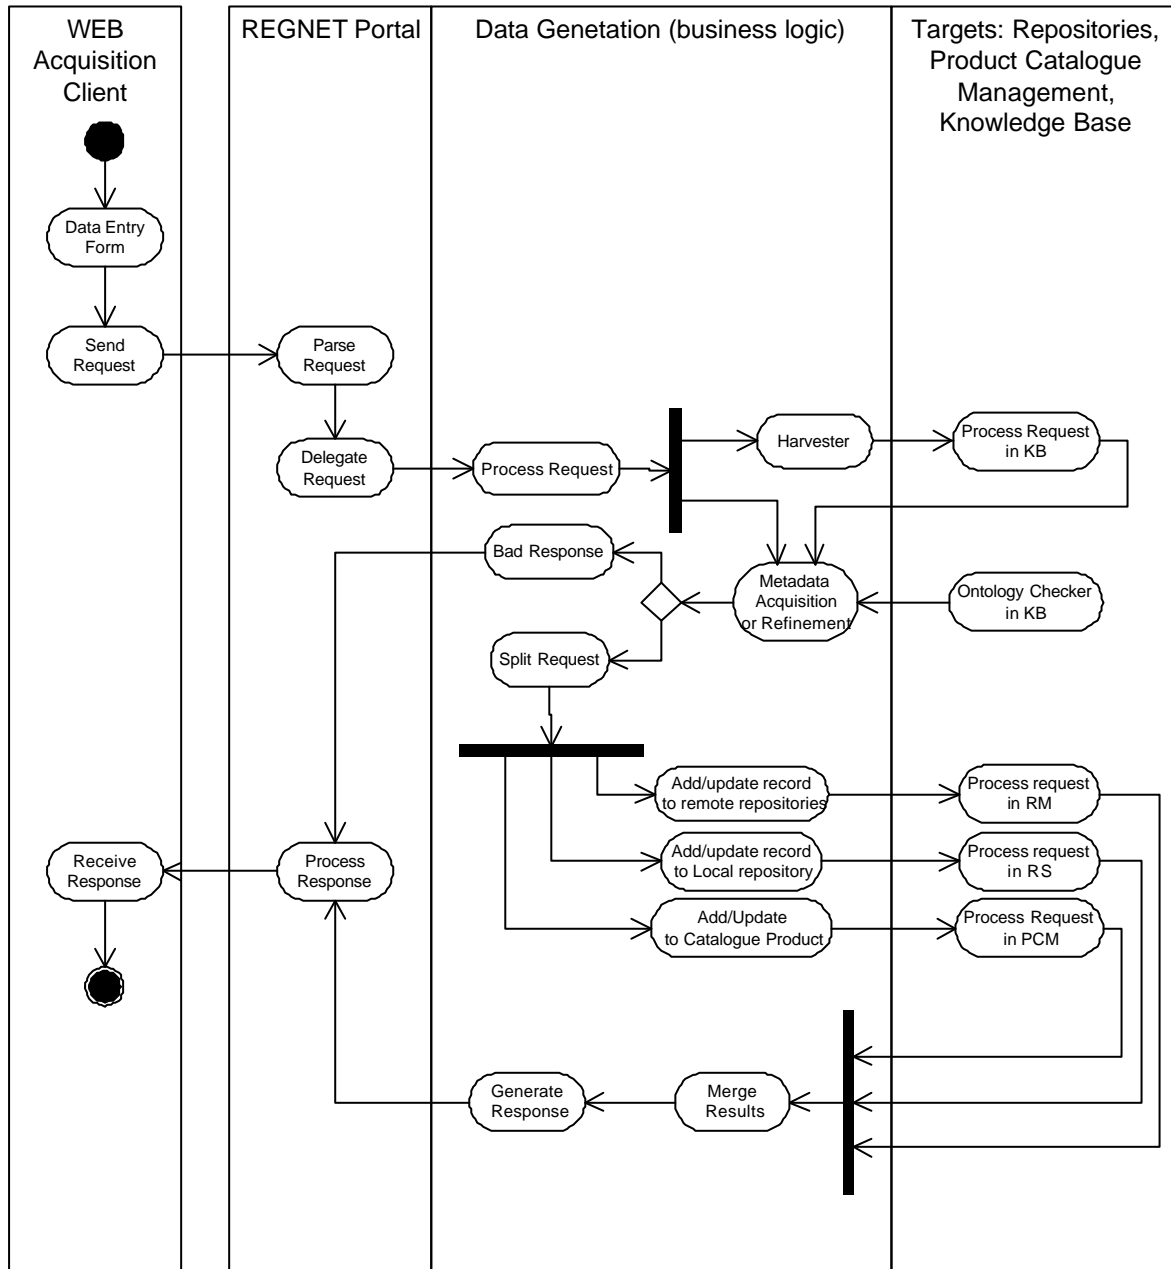 WEB
Acquisition
Client
REGNET Portal
Data Genetation (business logic)
Targets: Repositories,
Product Catalogue
Management,
Knowledge Base
Data Entry
Form
Send
Request
Parse
Request
Delegate
Request
Process Request
Harvester
Process Request
in KB
Bad Response
Metadata
Acquisition
or Refinement
Ontology Checker
in KB
Split Request
Add/update record
to remote repositories
Process request
in RM
Add/update record
to Local repository
Process request
in RS
Add/Update
to Catalogue Product
Process Request
in PCM
Receive
Response
Process
Response
Generate
Response
Merge
Results